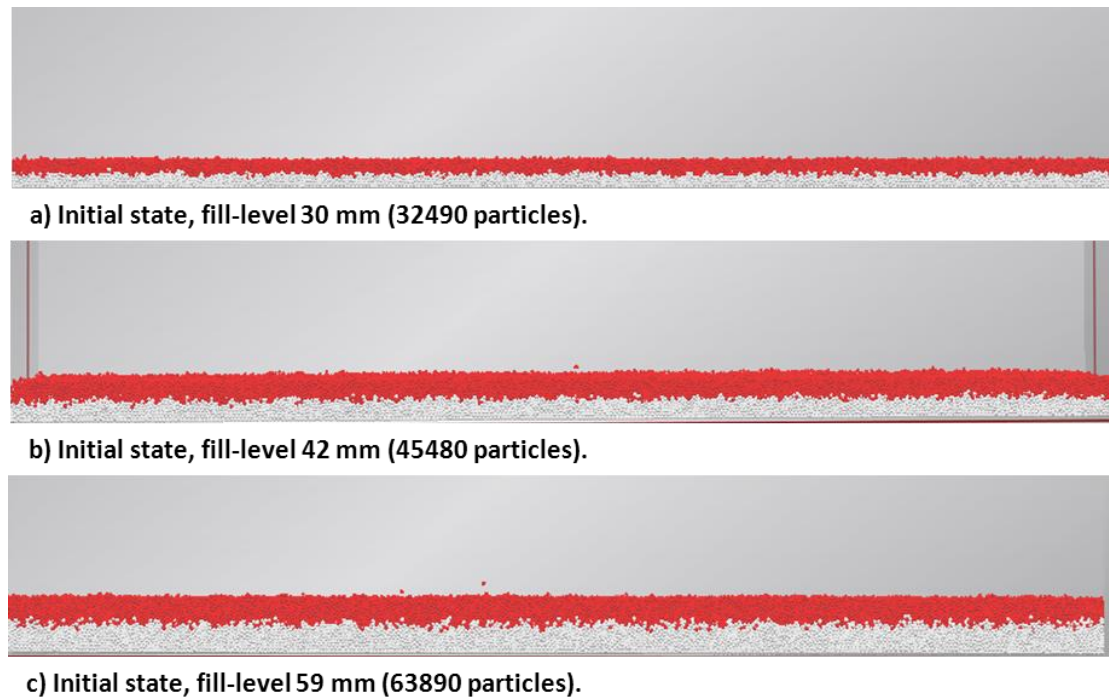 a) Initial state, fill-level 30 mm (32490 particles).
b) Initial state, fill-level 42 mm (45480 particles).
c) Initial state, fill-level 59 mm (63890 particles).